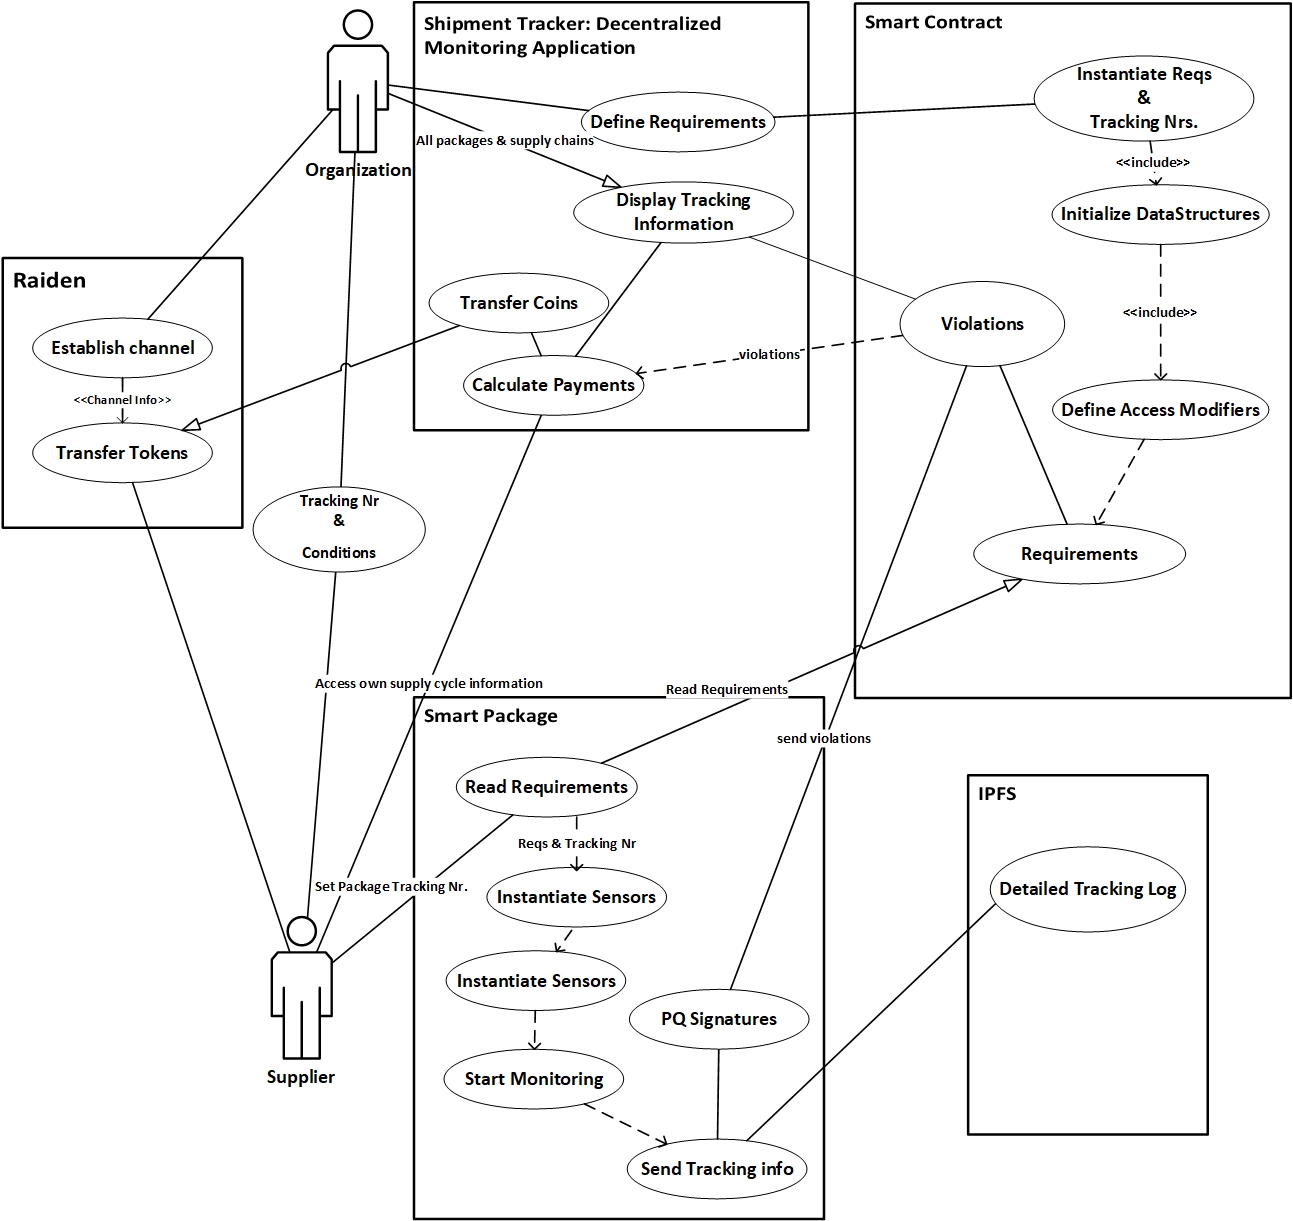 Shipment Tracker: Decentralized
Monitoring Application
Smart Contract
Instantiate Reqs
&
Tracking Nrs.
Define Requirements
All packages & supply chains
<<include>>
Organization
Display Tracking
Information
Initialize DataStructures
Raiden
Transfer Coins
<<include>>
Violations
Establish channel
violations
Calculate Payments
<<Channel Info>>
Define Access Modifiers
Transfer Tokens
Tracking Nr
&
Conditions
Requirements
Access own supply cycle information
Read Requirements
Smart Package
send violations
Read Requirements
IPFS
Reqs & Tracking Nr
Set Package Tracking Nr.
Instantiate Sensors
Detailed Tracking Log
Instantiate Sensors
PQ Signatures
Supplier
Start Monitoring
Send Tracking info